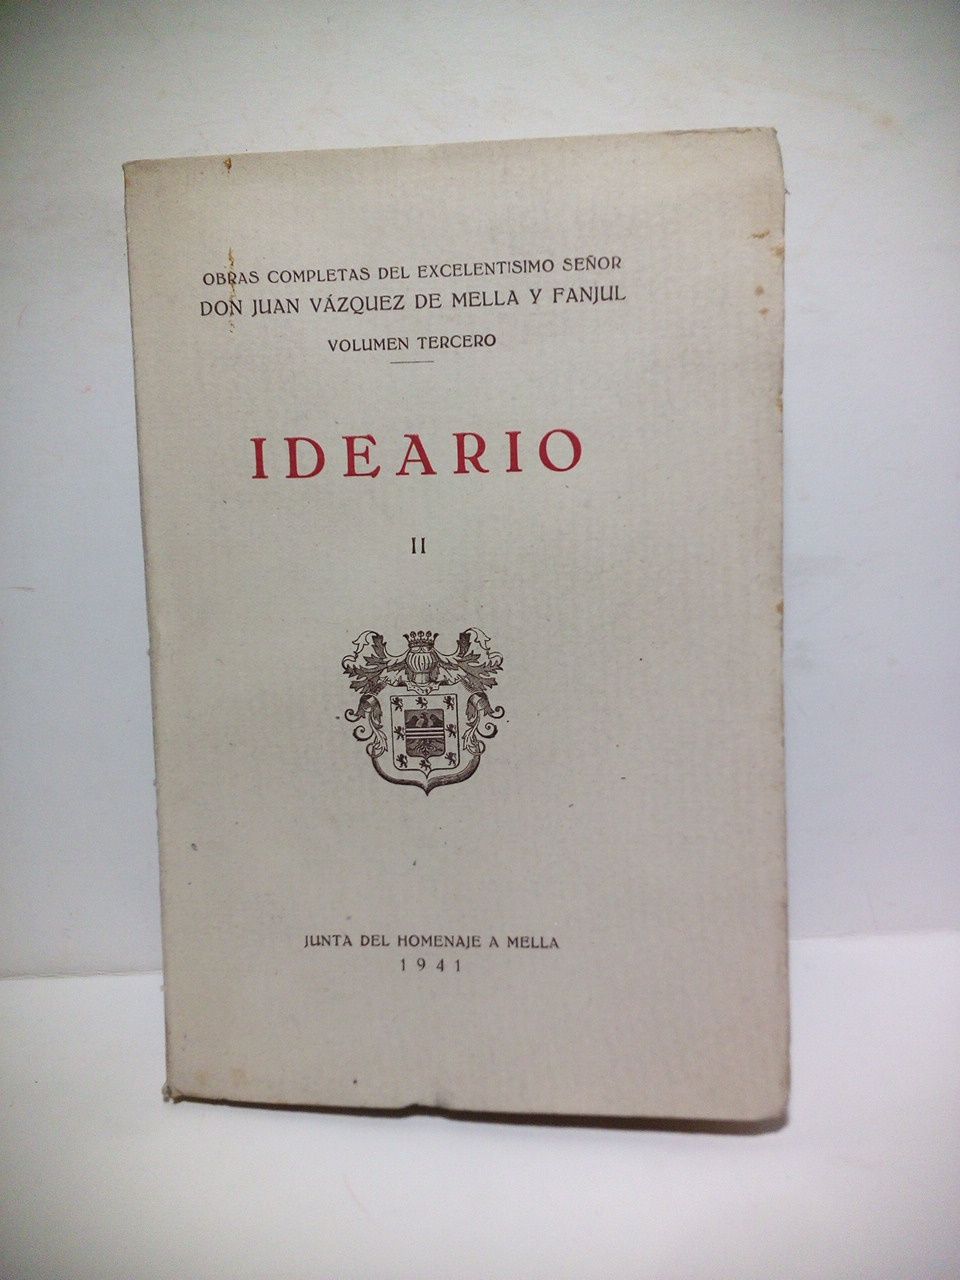 OBRAS COMPLETAS DEL EXCELENTISIMO SEÑOR
DON JUAN VÁZQUEZ DE MELLA Y FANJUL
VOLUMEN TERCERO
IDEARIO
II
JUNTA DEL HOMENAJE A MELLA
1941